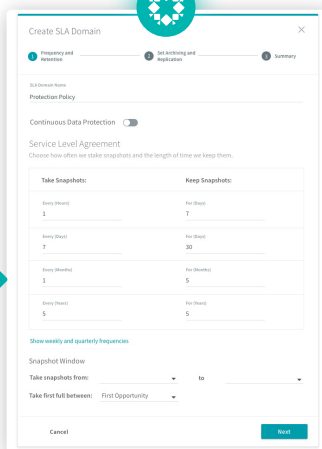 Create SLA Domain
1 Frequency and Retention
2 Set Archiving and Replication
3 Summary
SLA Domain Name
Protection Policy
Continuous Data Protection
Service Level Agreement
Choose how often we stake snapshots and the length of time we keep them.
Take Snapshots: Keep Snapshots:
Every (Hours) For (Days)
1 7
Every (Days) For (Days)
7 30
Every (Months) For (Months)
1 5
Every (Years) For (Years)
5 5
Show weekly and quarterly frequencies
Snapshot Window
Take snapshots from: to
Take first full between: First Opportunity
Cancel Next